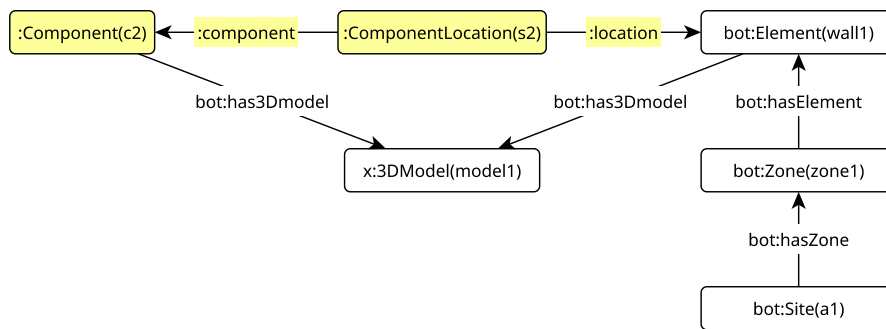 :Component(c2)
:component
:ComponentLocation(s2)
:location
bot:Element(wall1)
bot:has3Dmodel
bot:has3Dmodel
bot:hasElement
x:3DModel(model1)
bot:Zone(zone1)
bot:hasZone
bot:Site(a1)